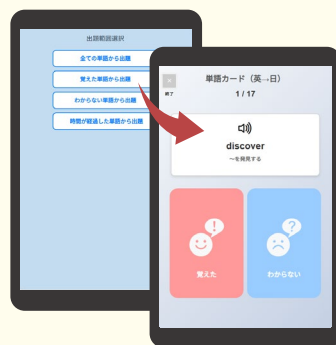 出題範囲選択
全ての単語から出題
覚えた単語から出題
わからない単語から出題
時間が経過した単語から出題
×
終了
単語カード（英→日）
1 / 17
discover
～を発見する
覚えた
わからない